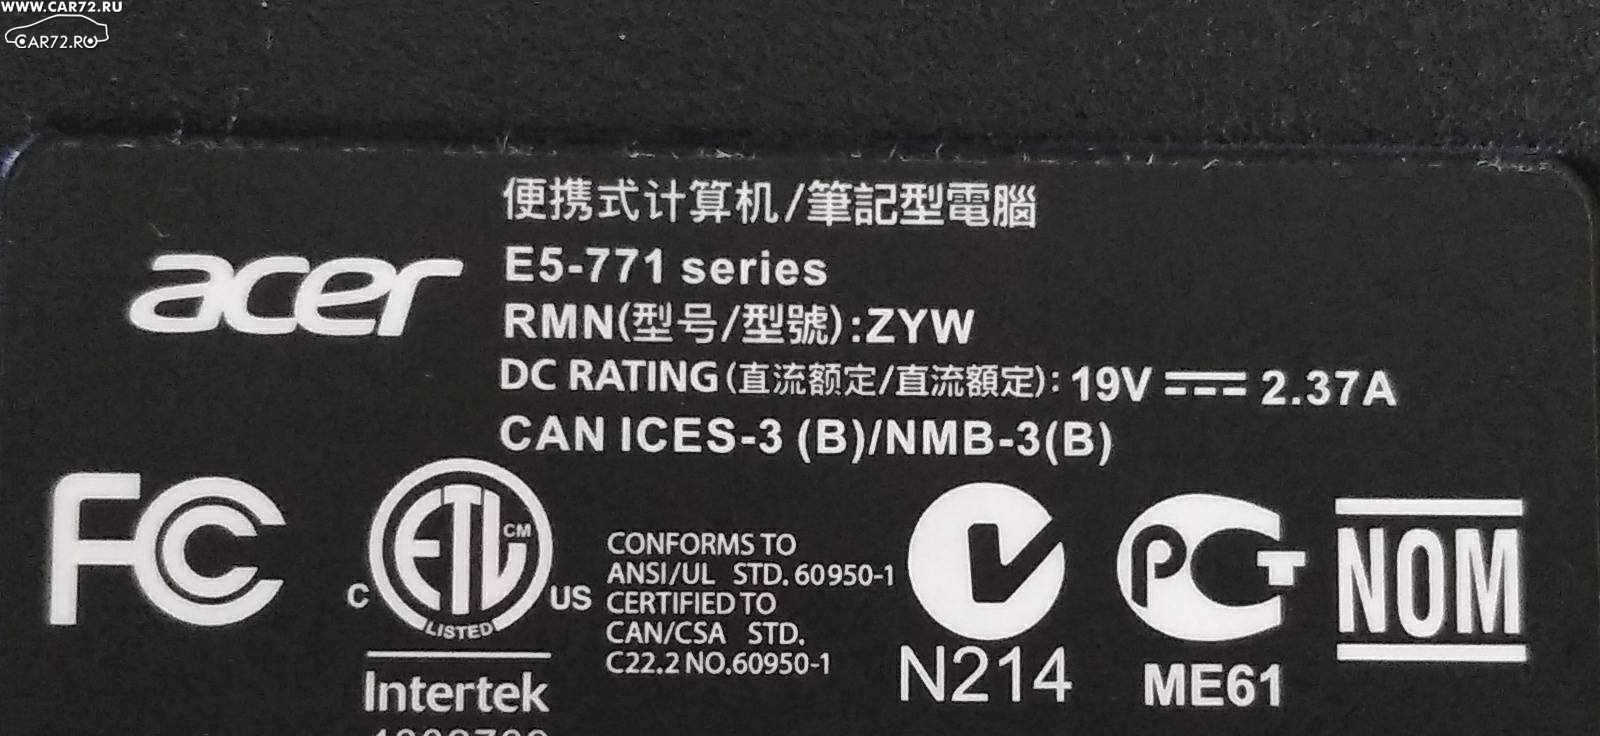 WWW.CAR72.RU
CAR72.RU
便携式计算机/筆記型電腦
acer
E5-771 series
RMN(型号/型號):ZYW
DC RATING(直流额定/直流額定): 19V 2.37A
CAN ICES-3 (B)/NMB-3(B)
FC
C ETL CM US
LISTED
Intertek
CONFORMS TO
ANSI/UL STD. 60950-1
CERTIFIED TO
CAN/CSA STD.
C22.2 NO.60950-1
N214
PCT
ME61
NOM